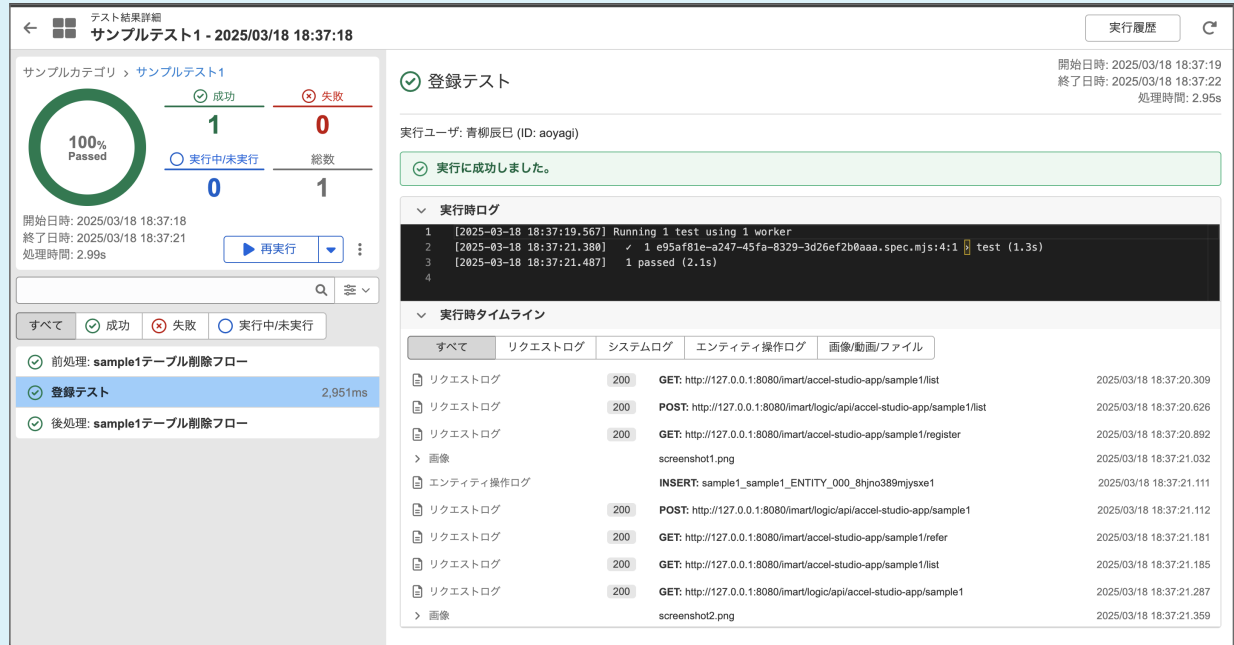 テスト結果詳細
サンプルテスト1 - 2025/03/18 18:37:18
実行履歴
サンプルカテゴリ › サンプルテスト1
100%
Passed
成功
1
失敗
0
実行中/未実行
0
総数
1
開始日時: 2025/03/18 18:37:18
終了日時: 2025/03/18 18:37:21
処理時間: 2.99s
再実行
すべて 成功 失敗 実行中/未実行
前処理: sample1テーブル削除フロー
登録テスト 2,951ms
後処理: sample1テーブル削除フロー
登録テスト
開始日時: 2025/03/18 18:37:19
終了日時: 2025/03/18 18:37:22
処理時間: 2.95s
実行ユーザ: 青柳辰巳 (ID: aoyagi)
実行に成功しました。
実行時ログ
1 [2025-03-18 18:37:19.567] Running 1 test using 1 worker
2 [2025-03-18 18:37:21.380] ✓ 1 e95af81e-a247-45fa-8329-3d26ef2b0aaa.spec.mjs:4:1 › test (1.3s)
3 [2025-03-18 18:37:21.487] 1 passed (2.1s)
4
実行時タイムライン
すべて リクエストログ システムログ エンティティ操作ログ 画像/動画/ファイル
リクエストログ 200 GET: http://127.0.0.1:8080/imart/accel-studio-app/sample1/list 2025/03/18 18:37:20.309
リクエストログ 200 POST: http://127.0.0.1:8080/imart/logic/api/accel-studio-app/sample1/list 2025/03/18 18:37:20.626
リクエストログ 200 GET: http://127.0.0.1:8080/imart/accel-studio-app/sample1/register 2025/03/18 18:37:20.892
画像 screenshot1.png 2025/03/18 18:37:21.032
エンティティ操作ログ INSERT: sample1_sample1_ENTITY_000_8hjno389mjysxe1 2025/03/18 18:37:21.111
リクエストログ 200 POST: http://127.0.0.1:8080/imart/logic/api/accel-studio-app/sample1 2025/03/18 18:37:21.112
リクエストログ 200 GET: http://127.0.0.1:8080/imart/accel-studio-app/sample1/refer 2025/03/18 18:37:21.181
リクエストログ 200 GET: http://127.0.0.1:8080/imart/accel-studio-app/sample1/list 2025/03/18 18:37:21.185
リクエストログ 200 GET: http://127.0.0.1:8080/imart/logic/api/accel-studio-app/sample1 2025/03/18 18:37:21.287
画像 screenshot2.png 2025/03/18 18:37:21.359